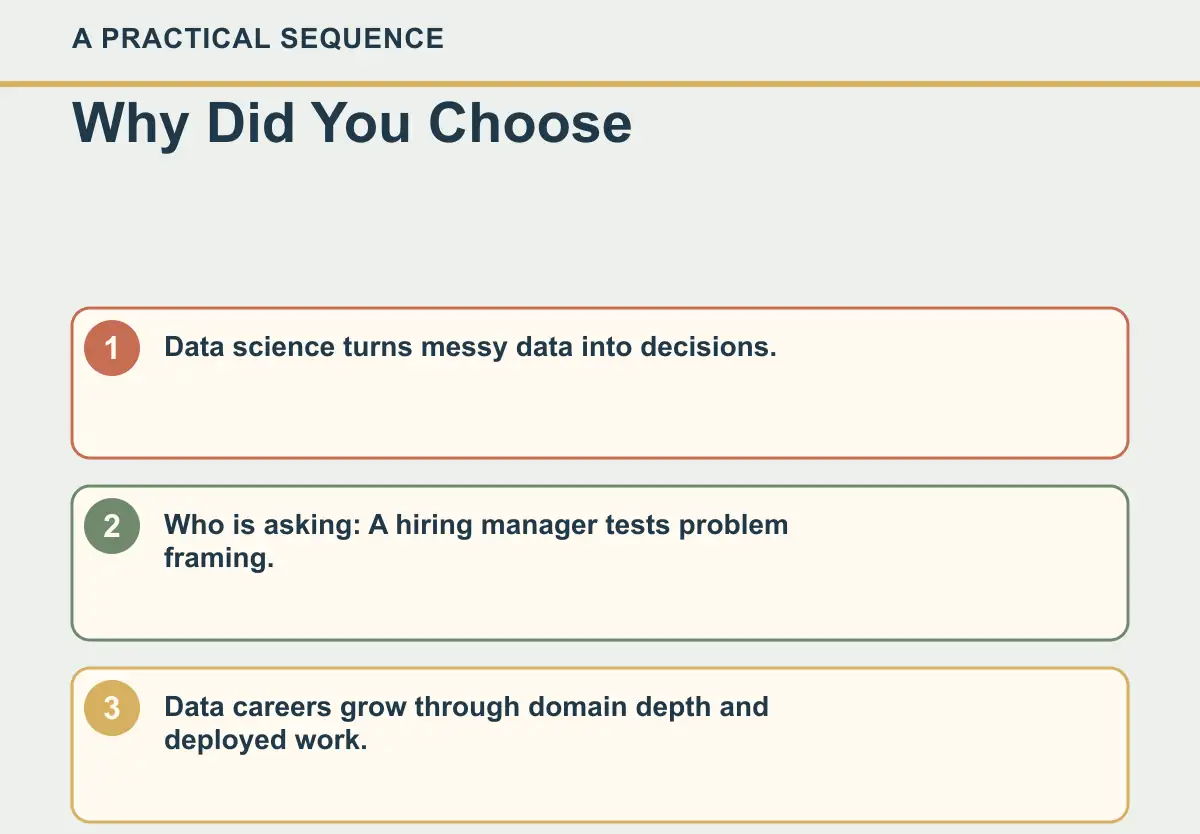 A PRACTICAL SEQUENCE
Why Did You Choose
1
Data science turns messy data into decisions.
2
Who is asking: A hiring manager tests problem
framing.
3
Data careers grow through domain depth and
deployed work.